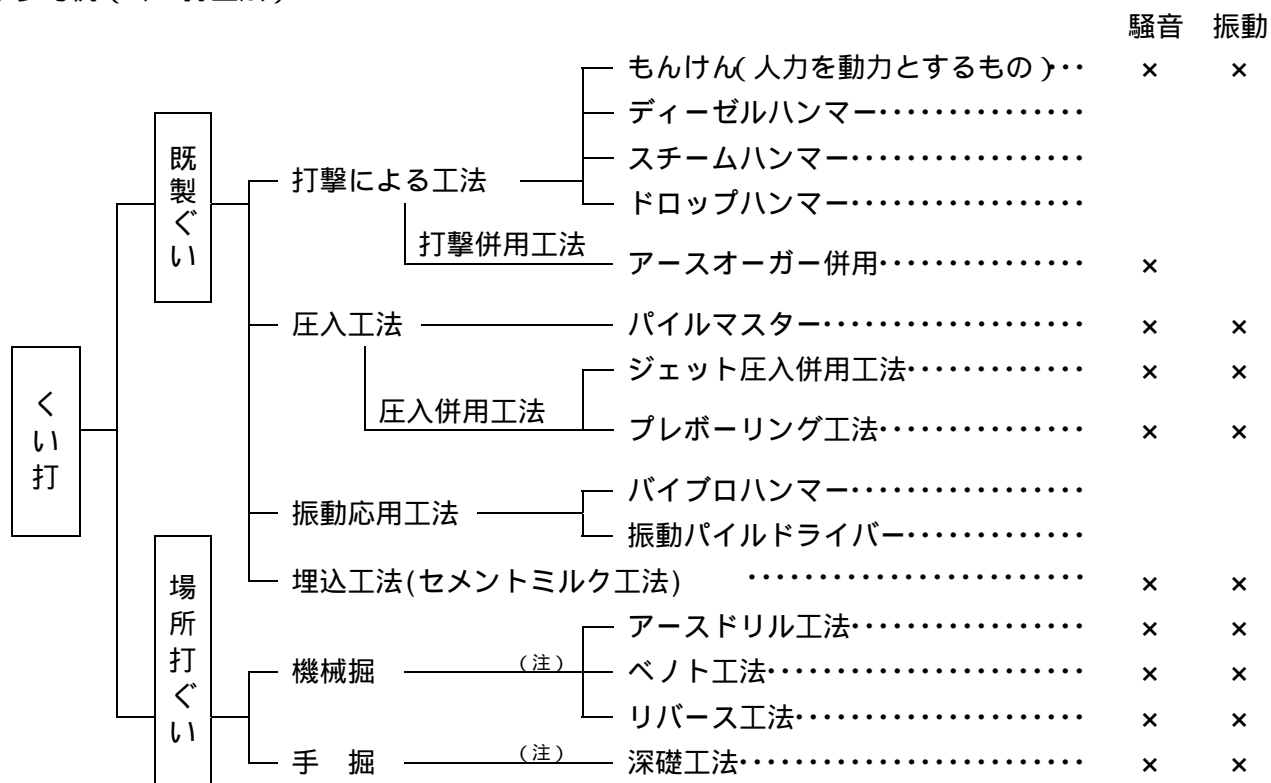 騒音 振動
もんけん(人力を動力とするもの)・・・ × ×
ディーゼルハンマー・・・・・・・・・・・・・・・
スチームハンマー・・・・・・・・・・・・・・・・・
ドロップハンマー・・・・・・・・・・・・・・・・・
既製ぐい
打撃による工法
打撃併用工法
アースオーガー併用・・・・・・・・・・・・・・・ ×
圧入工法
パイルマスター・・・・・・・・・・・・・・・・・・・ × ×
圧入併用工法
ジェット圧入併用工法・・・・・・・・・・・・・ × ×
プレボーリング工法・・・・・・・・・・・・・・・ × ×
くい打
振動応用工法
バイブロハンマー・・・・・・・・・・・・・・・・・
振動パイルドライバー・・・・・・・・・・・・・
埋込工法(セメントミルク工法) ・・・・・・・・・・・・・・・・・・・・・・・・ × ×
場所打ぐい
機械掘 (注)
アースドリル工法・・・・・・・・・・・・・・・・・ × ×
ベノト工法・・・・・・・・・・・・・・・・・・・・・・・ × ×
リバース工法・・・・・・・・・・・・・・・・・・・・・ × ×
手 掘 (注) 深礎工法・・・・・・・・・・・・・・・・・・・・・・・・・ × ×